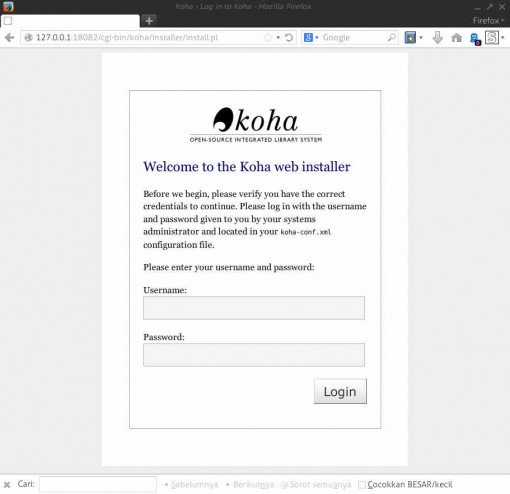 Koha › Log in to Koha - Mozilla Firefox
Firefox
127.0.0.1:18082/cgi-bin/koha/installer/install.pl
Google
koha
OPEN-SOURCE INTEGRATED LIBRARY SYSTEM
Welcome to the Koha web installer
Before we begin, please verify you have the correct
credentials to continue. Please log in with the username
and password given to you by your systems
administrator and located in your koha-conf.xml
configuration file.
Please enter your username and password:
Username:
Password:
Login
Cari:
Sebelumnya
Berikutnya
Sorot semuanya
Cocokkan BESAR/kecil